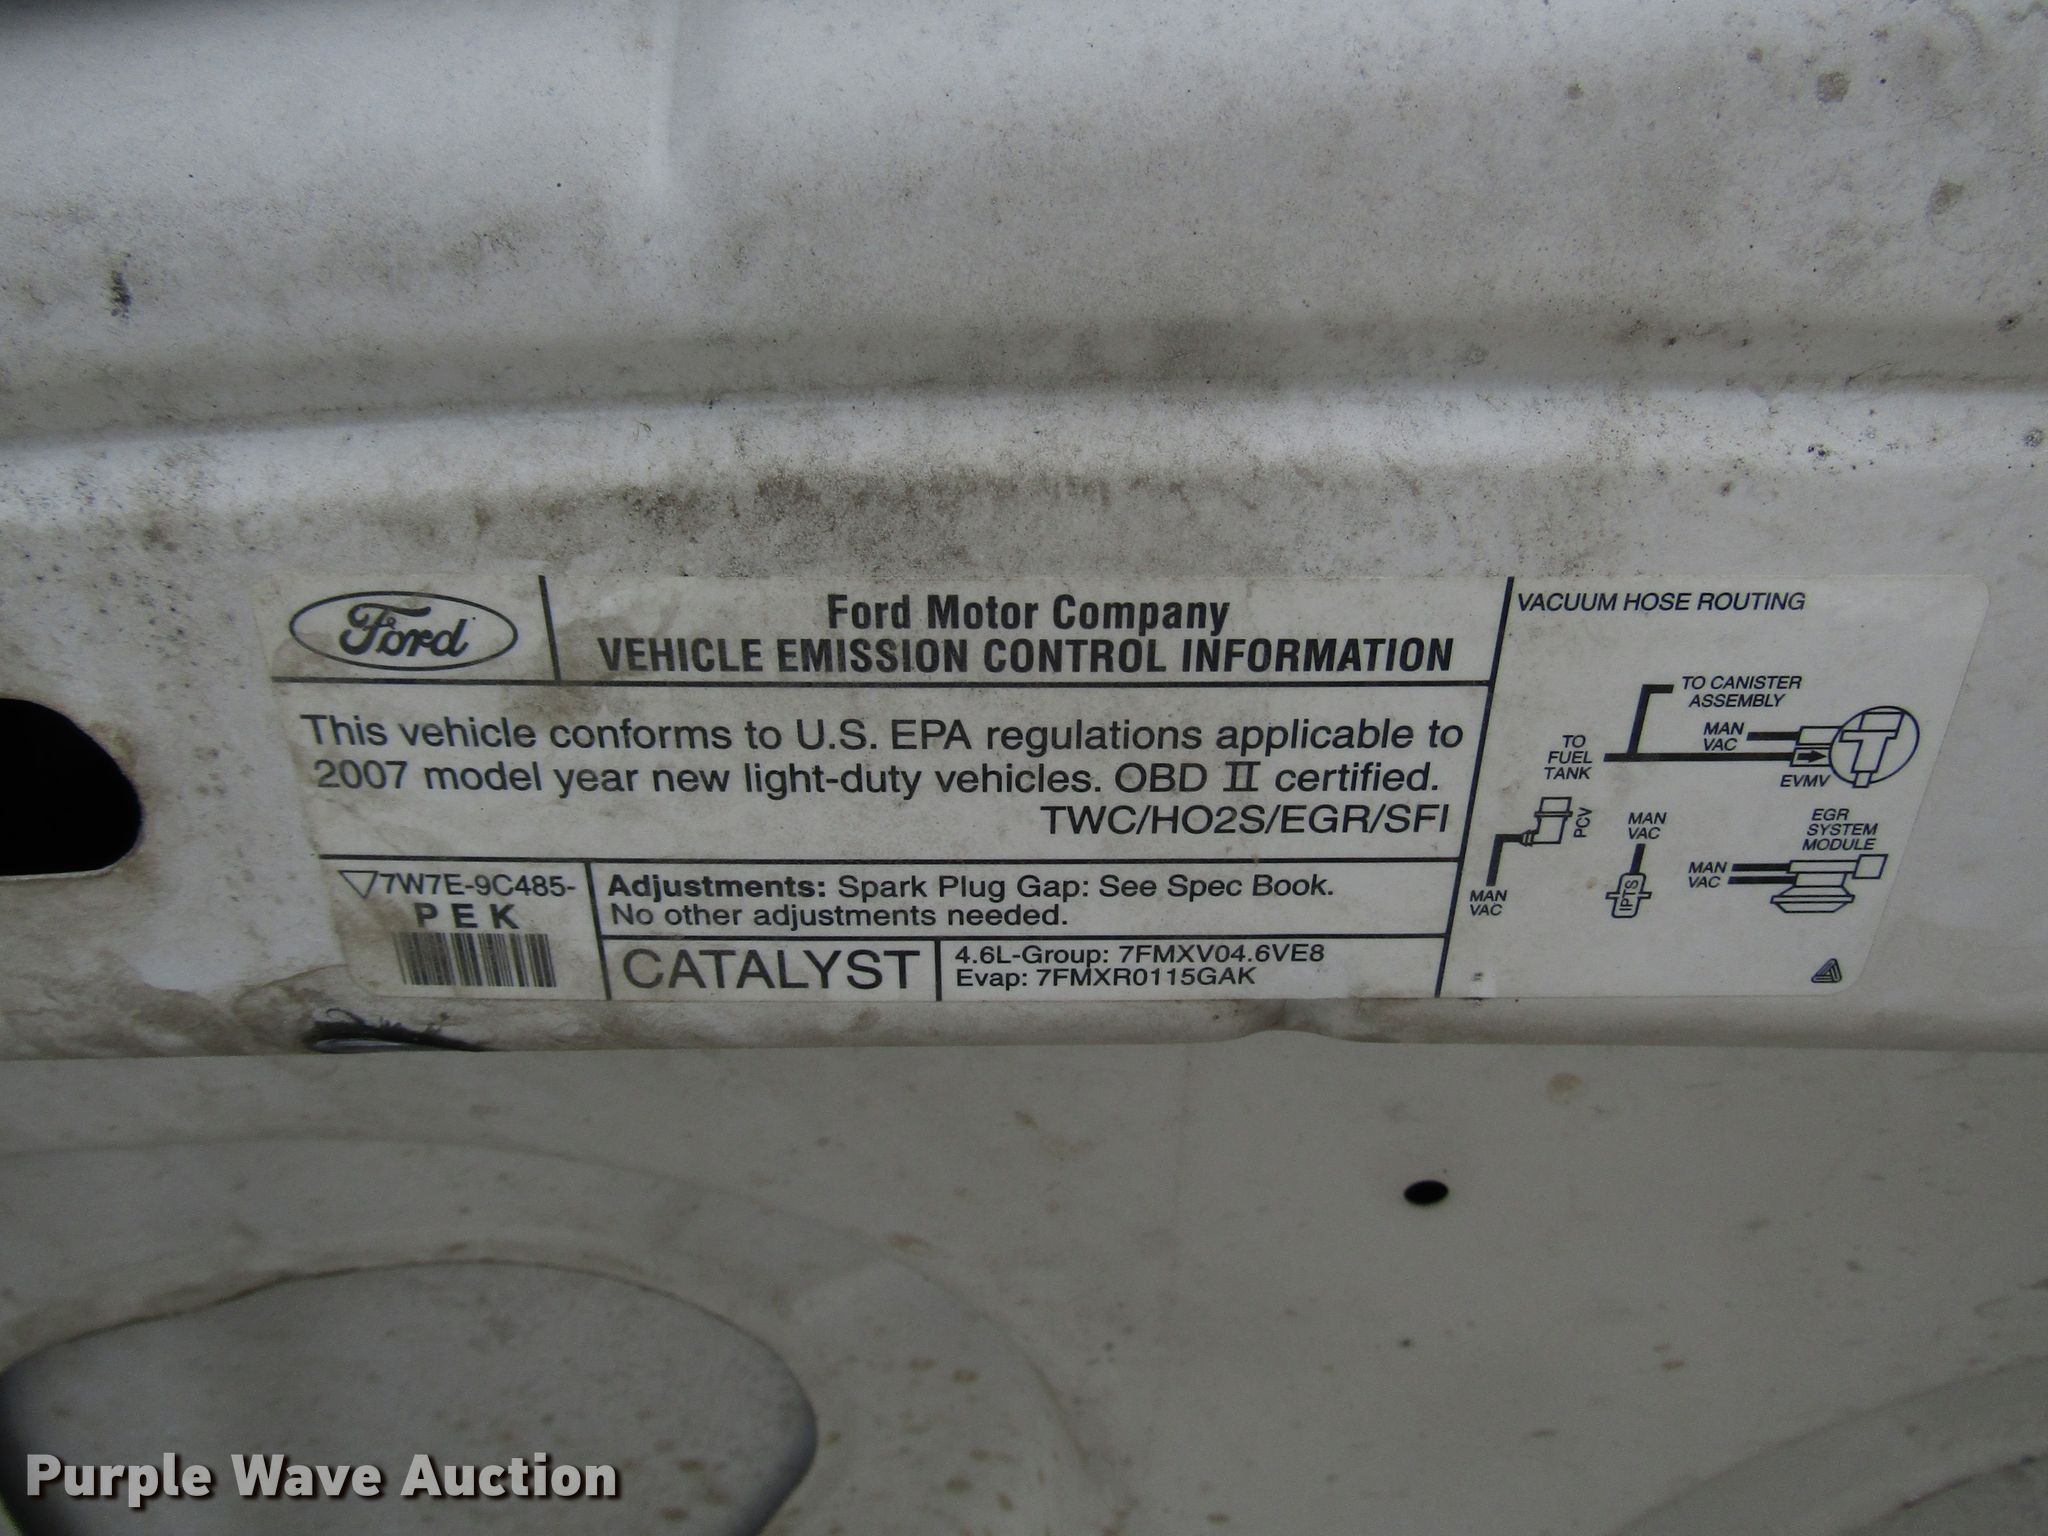 Ford
Ford Motor Company
VEHICLE EMISSION CONTROL INFORMATION
This vehicle conforms to U.S. EPA regulations applicable to
2007 model year new light-duty vehicles. OBD II certified.
TWC/HO2S/EGR/SFI
7W7E-9C485-
PEK
Adjustments: Spark Plug Gap: See Spec Book.
No other adjustments needed.
CATALYST
4.6L-Group: 7FMXV04.6VE8
Evap: 7FMXR0115GAK
VACUUM HOSE ROUTING
TO CANISTER
ASSEMBLY
MAN
VAC
TO
FUEL
TANK
EVMV
PCV
MAN
VAC
MAN
VAC
IPTS
EGR
SYSTEM
MODULE
MAN
VAC
Purple Wave Auction